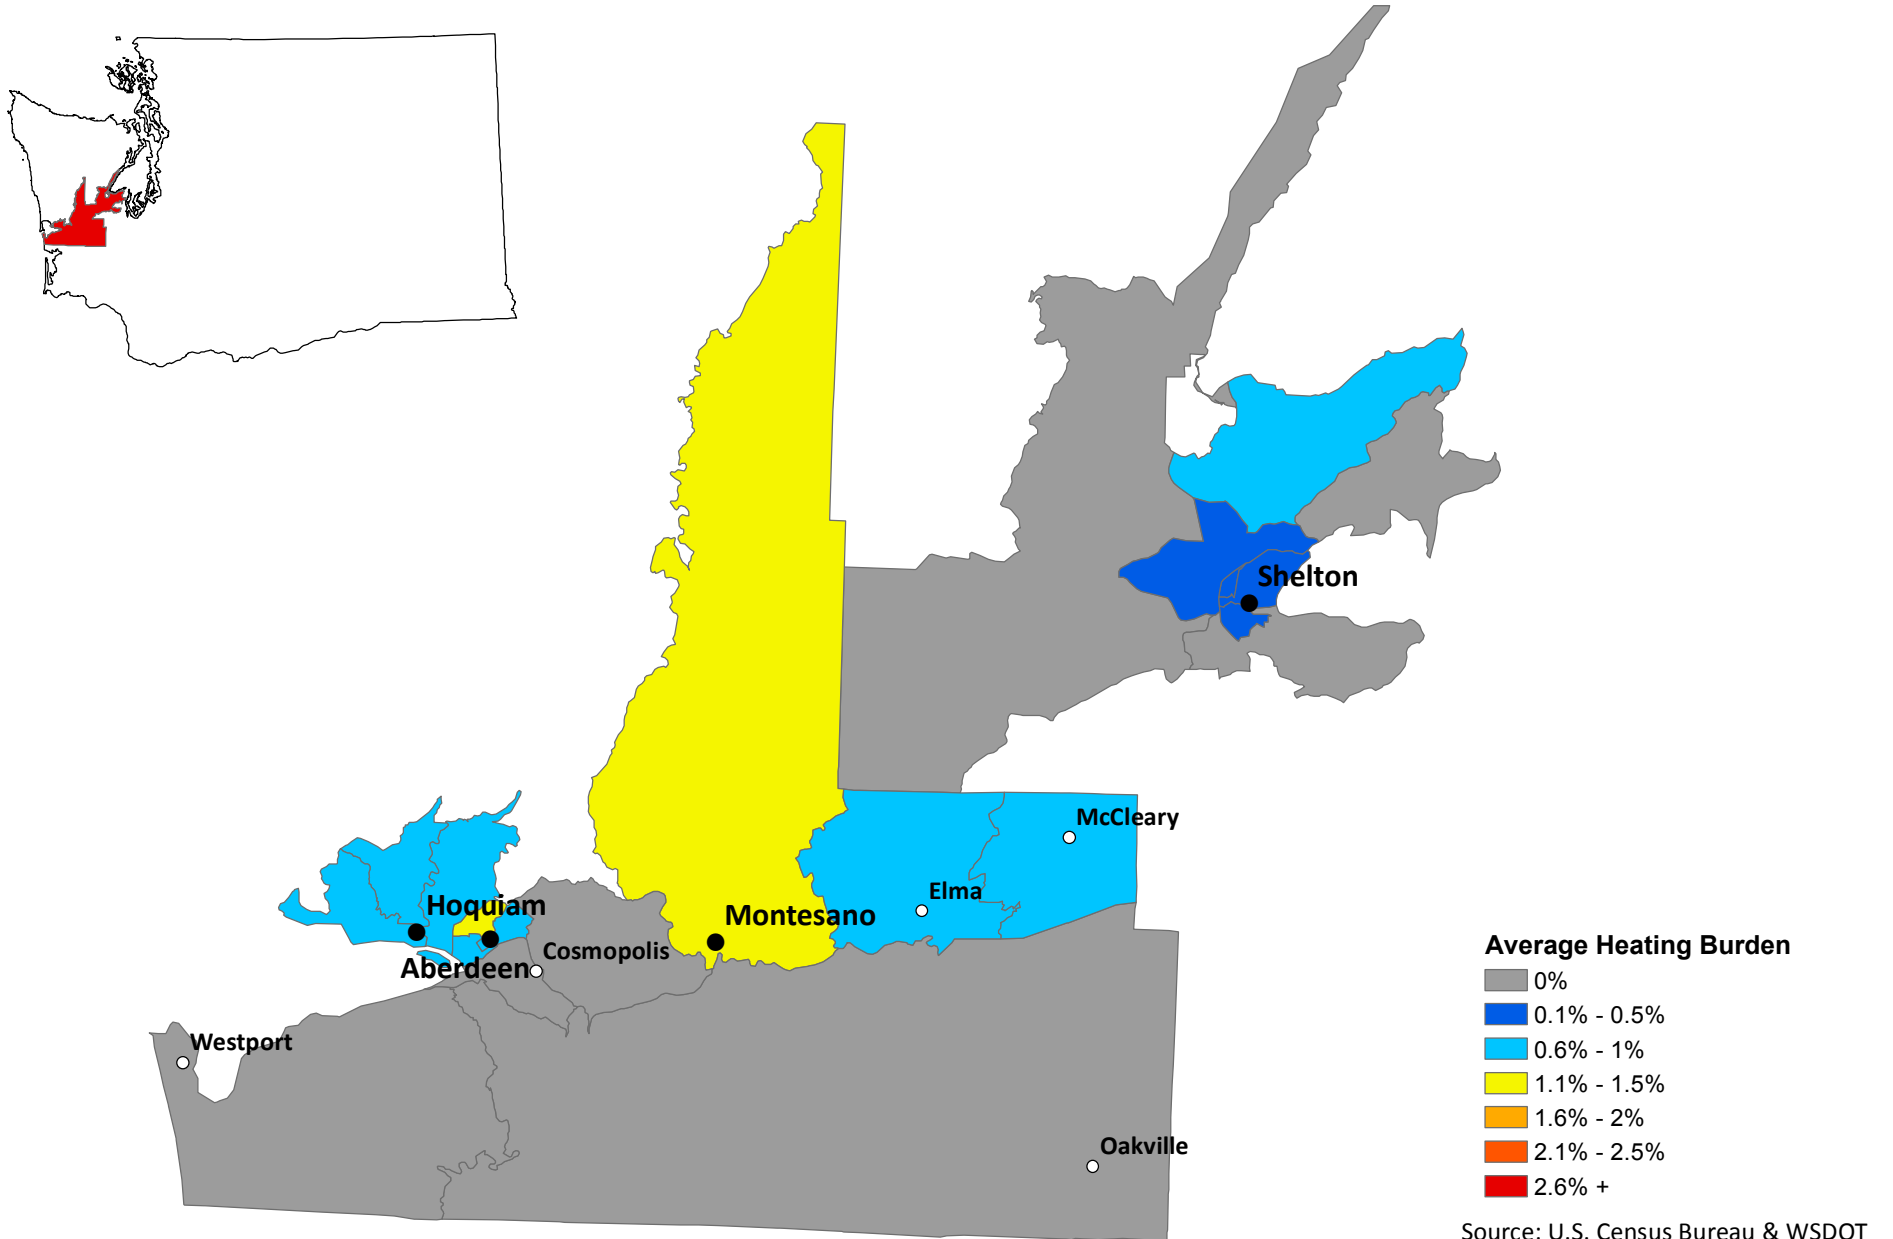 Shelton
McCleary
Elma
Hoquiam
Montesano
Cosmopolis
Aberdeen
Westport
Oakville
Average Heating Burden
0%
0.1% - 0.5%
0.6% - 1%
1.1% - 1.5%
1.6% - 2%
2.1% - 2.5%
2.6% +
Source: U.S. Census Bureau & WSDOT